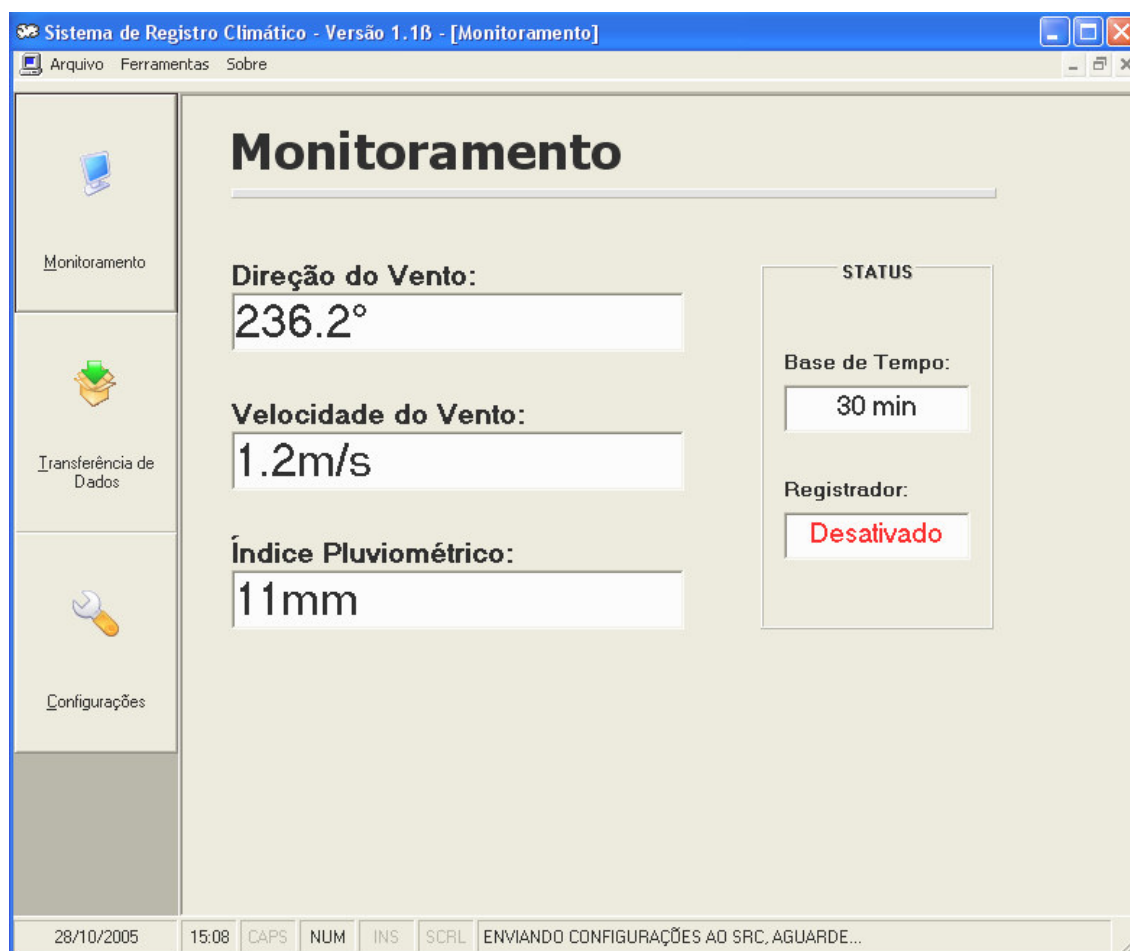 Sistema de Registro Climático - Versão 1.1ß - [Monitoramento]
Arquivo Ferramentas Sobre
Monitoramento
Transferência de
Dados
Configurações
Monitoramento
Direção do Vento:
236.2°
Velocidade do Vento:
1.2m/s
Índice Pluviométrico:
11mm
STATUS
Base de Tempo:
30 min
Registrador:
Desativado
28/10/2005 15:08 CAPS NUM INS SCRL ENVIANDO CONFIGURAÇÕES AO SRC, AGUARDE...